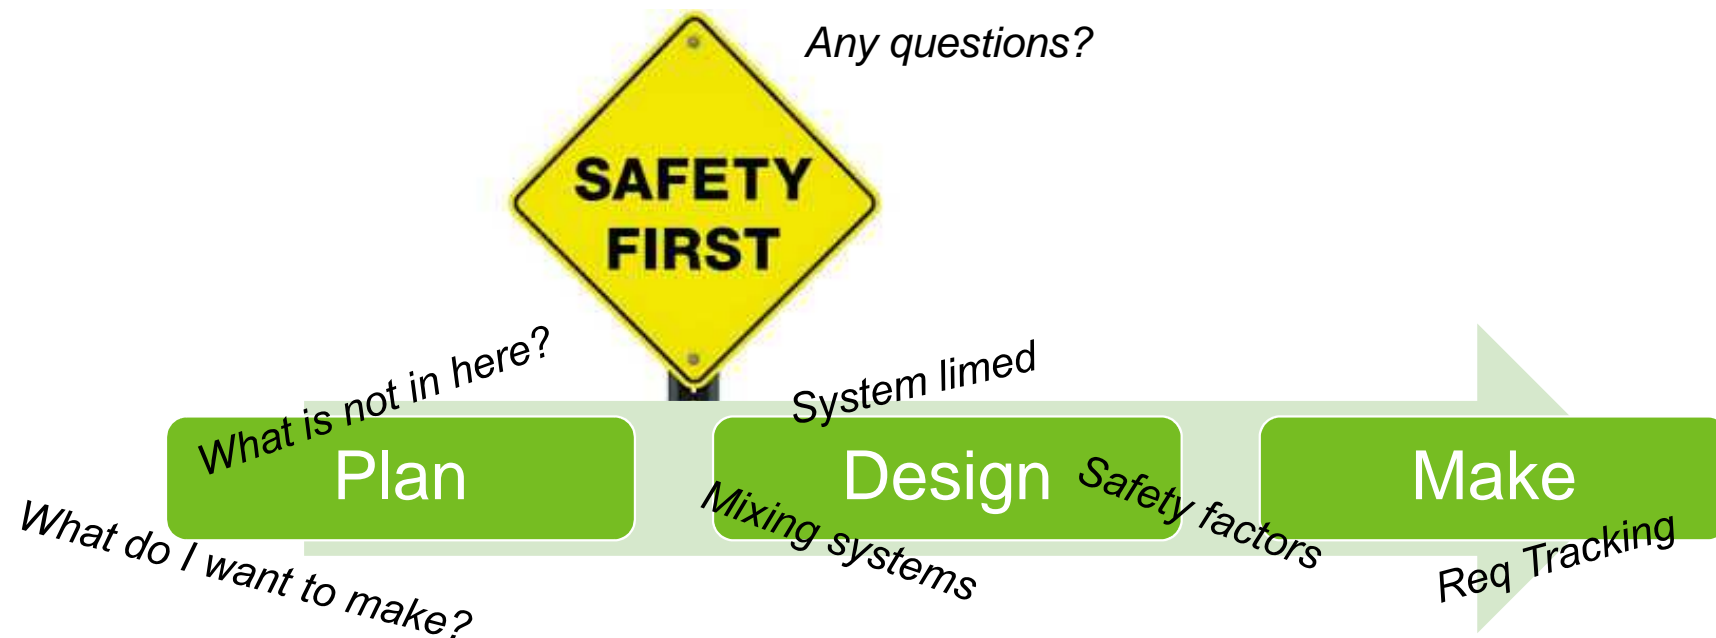 Any questions?
SAFETY
FIRST
What is not in here?
System limed
Plan
Design
Make
What do I want to make?
Mixing systems
Safety factors
Req Tracking